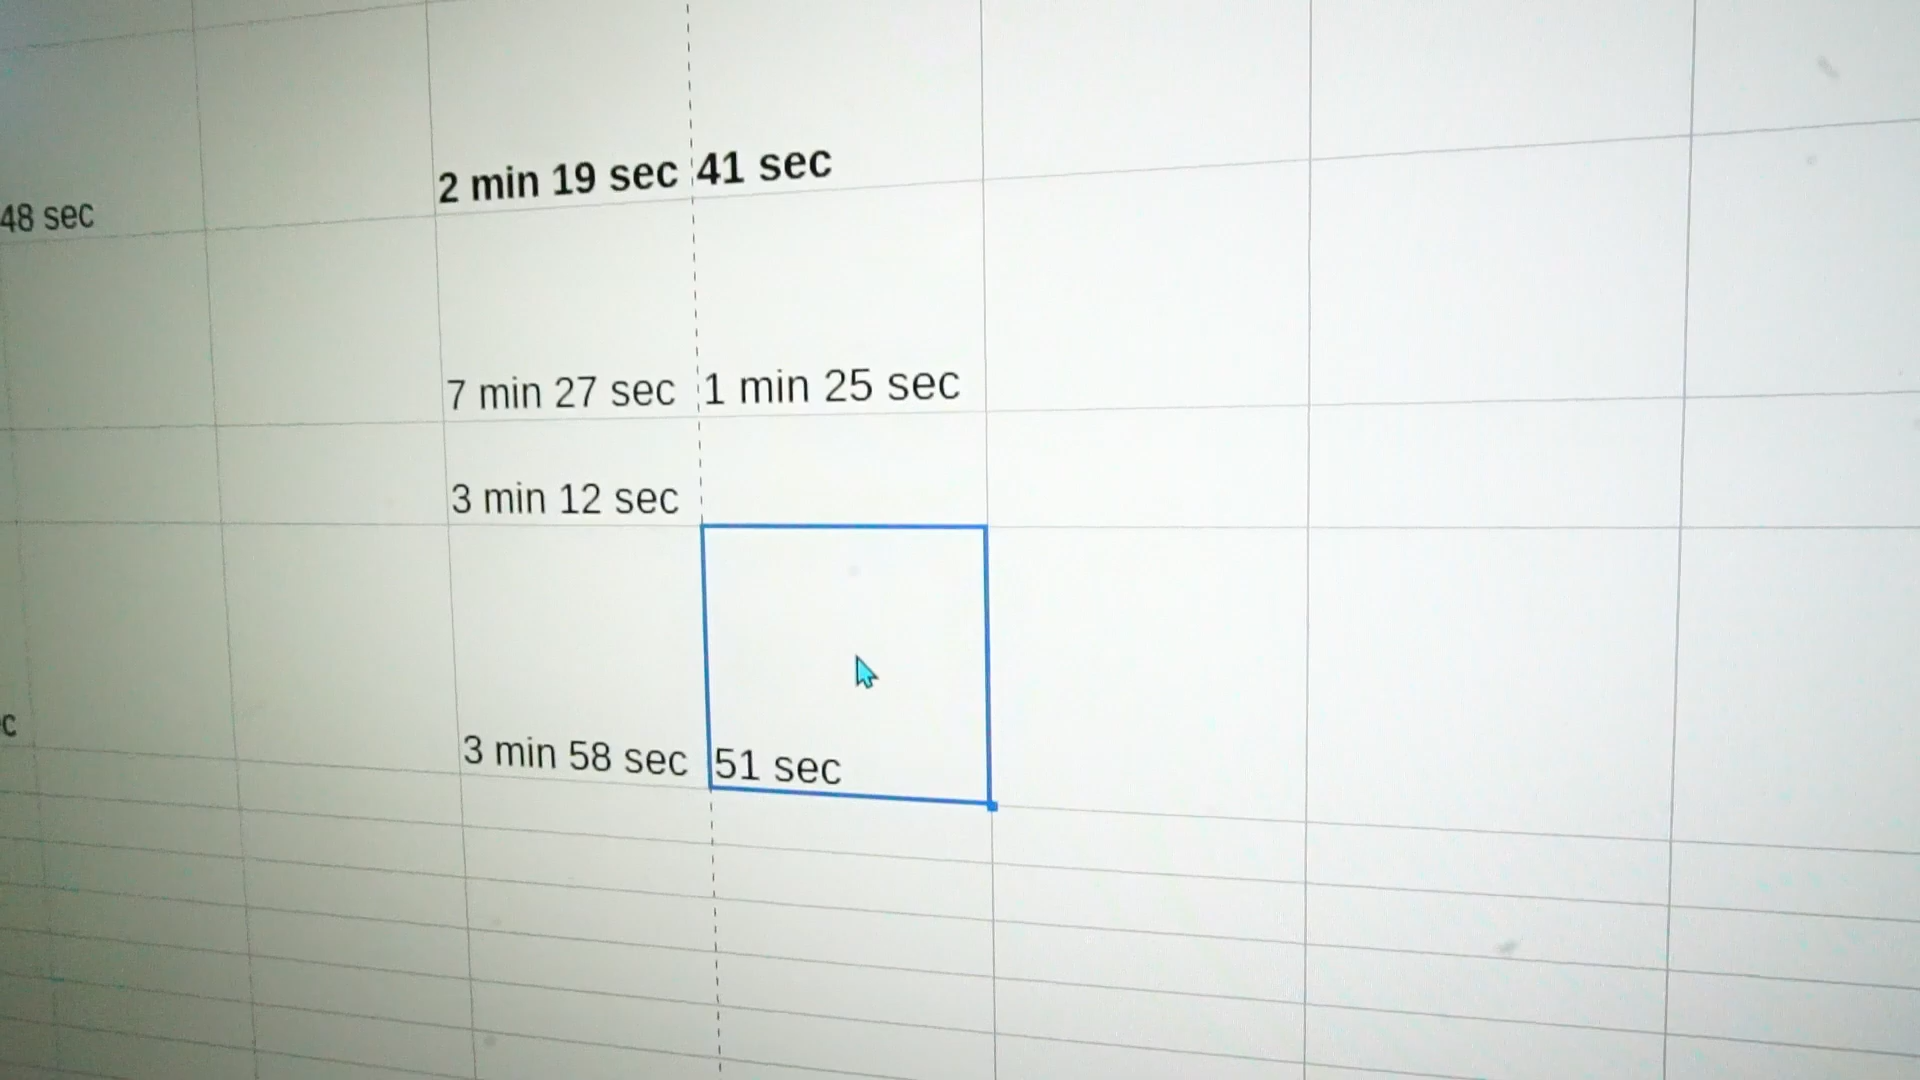 2 min 19 sec 41 sec
48 sec
7 min 27 sec 1 min 25 sec
3 min 12 sec
c
3 min 58 sec 51 sec